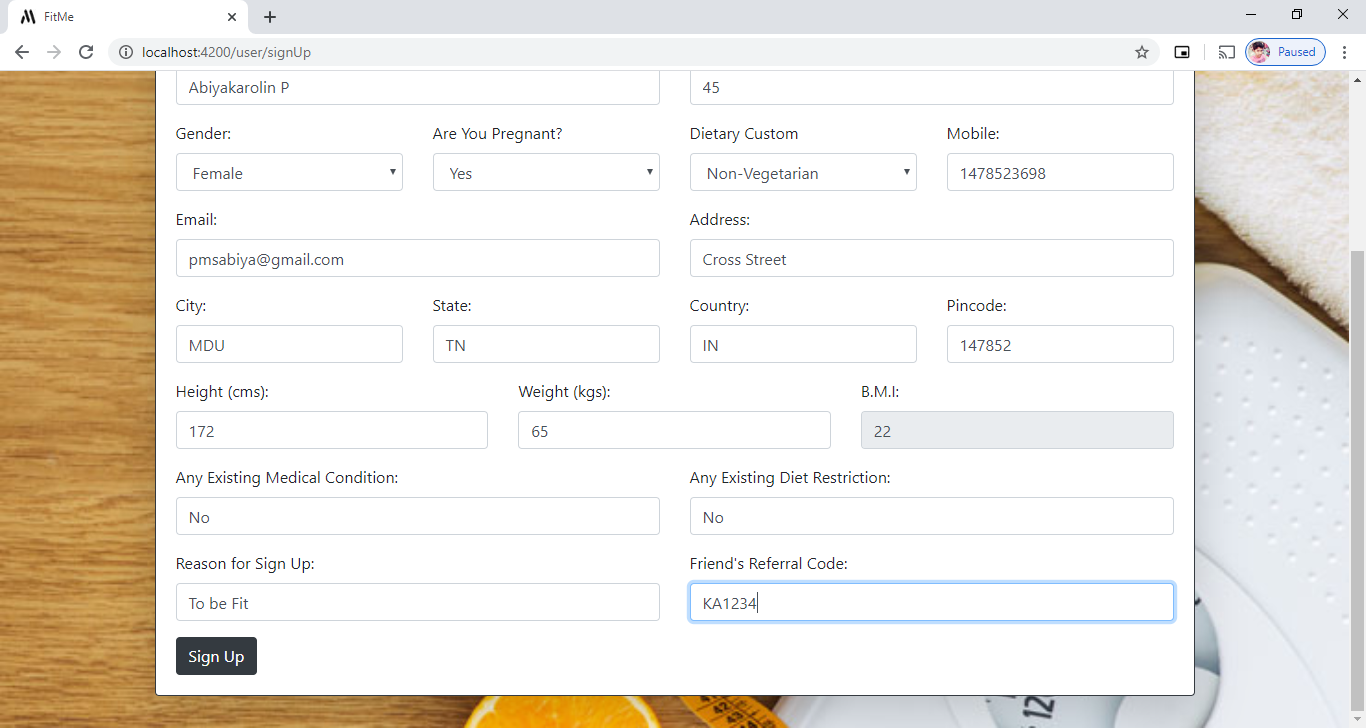 FitMe
localhost:4200/user/signUp
Paused
Abiyakarolin P
45
Gender:
Are You Pregnant?
Dietary Custom
Mobile:
Female
Yes
Non-Vegetarian
1478523698
Email:
Address:
pmsabiya@gmail.com
Cross Street
City:
State:
Country:
Pincode:
MDU
TN
IN
147852
Height (cms):
Weight (kgs):
B.M.I:
172
65
22
Any Existing Medical Condition:
Any Existing Diet Restriction:
No
No
Reason for Sign Up:
Friend's Referral Code:
To be Fit
KA1234
Sign Up